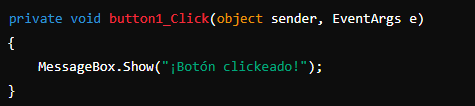 private void button1_Click(object sender, EventArgs e)
{
    MessageBox.Show("¡Botón clickeado!");
}